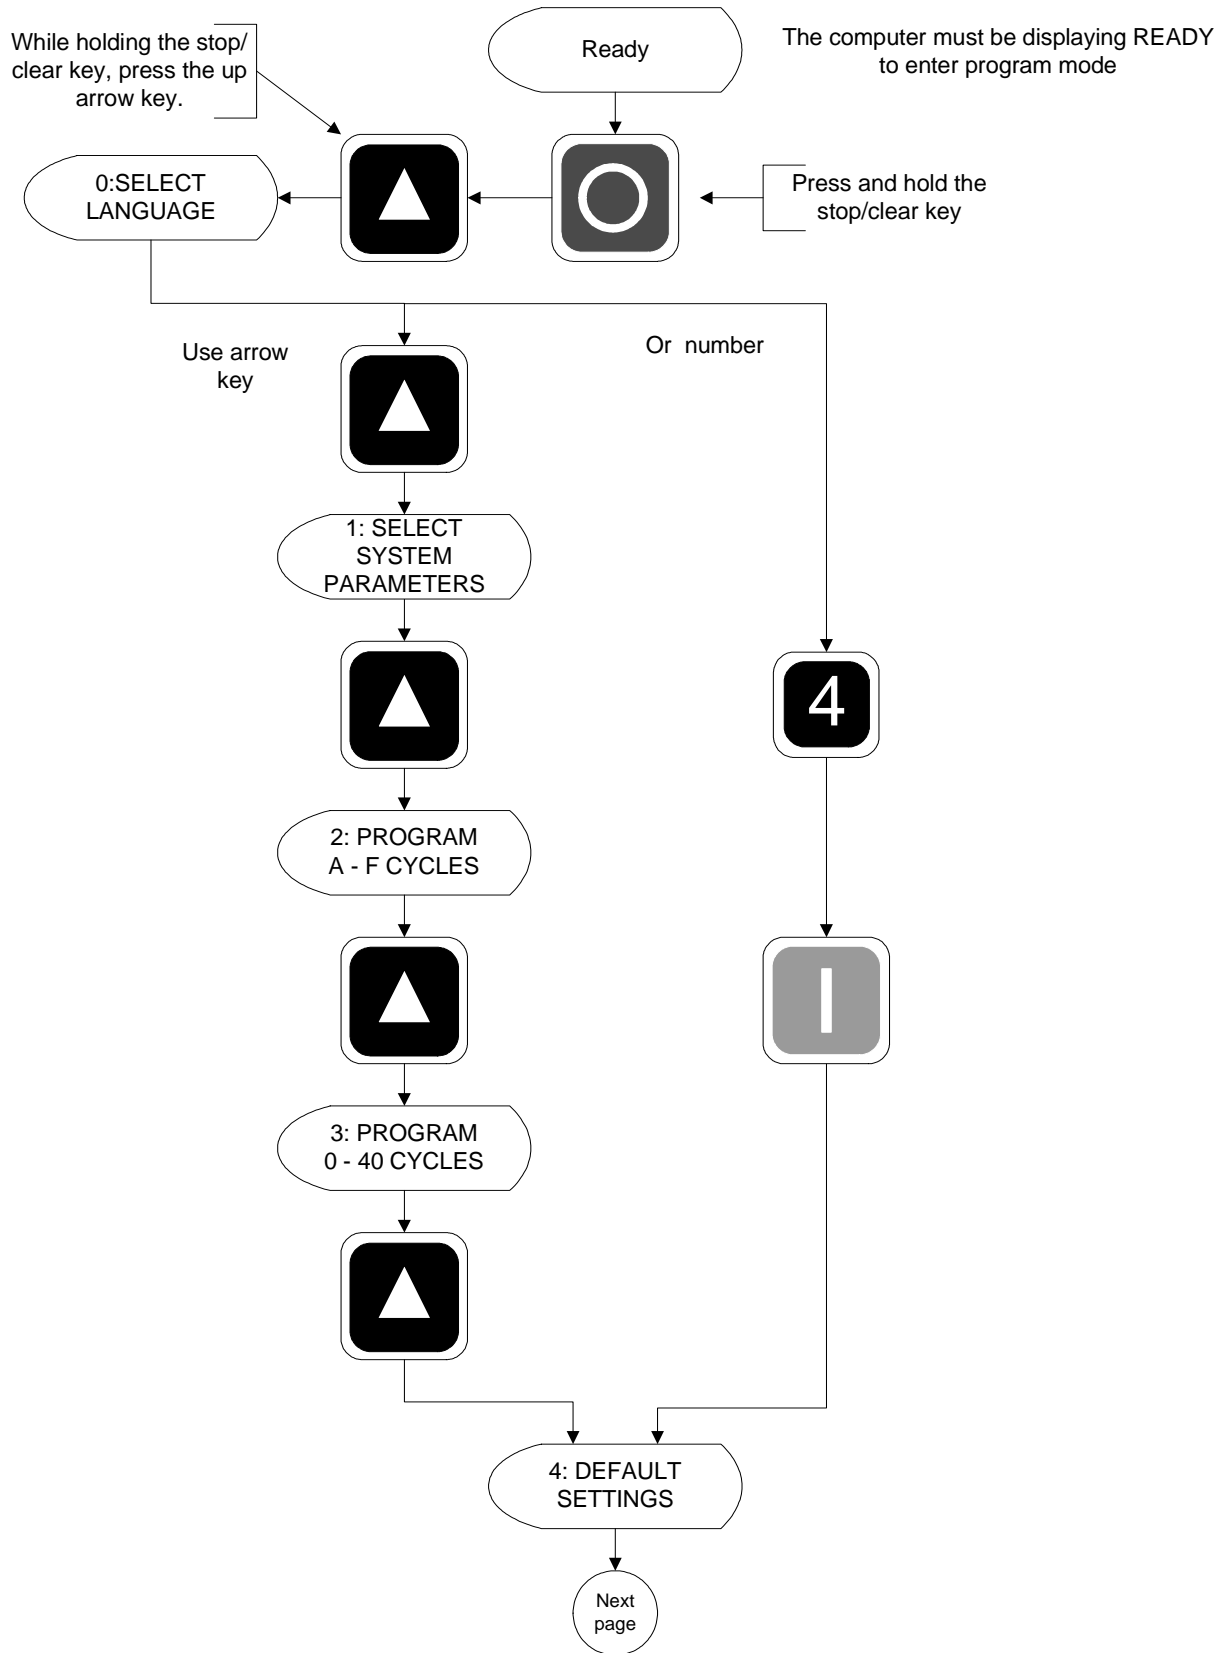 While holding the stop/
clear key, press the up
arrow key.
Ready
The computer must be displaying READY
to enter program mode
0:SELECT
LANGUAGE
Press and hold the
stop/clear key
Use arrow
key
Or number
1: SELECT
SYSTEM
PARAMETERS
4
2: PROGRAM
A - F CYCLES
3: PROGRAM
0 - 40 CYCLES
4: DEFAULT
SETTINGS
Next
page